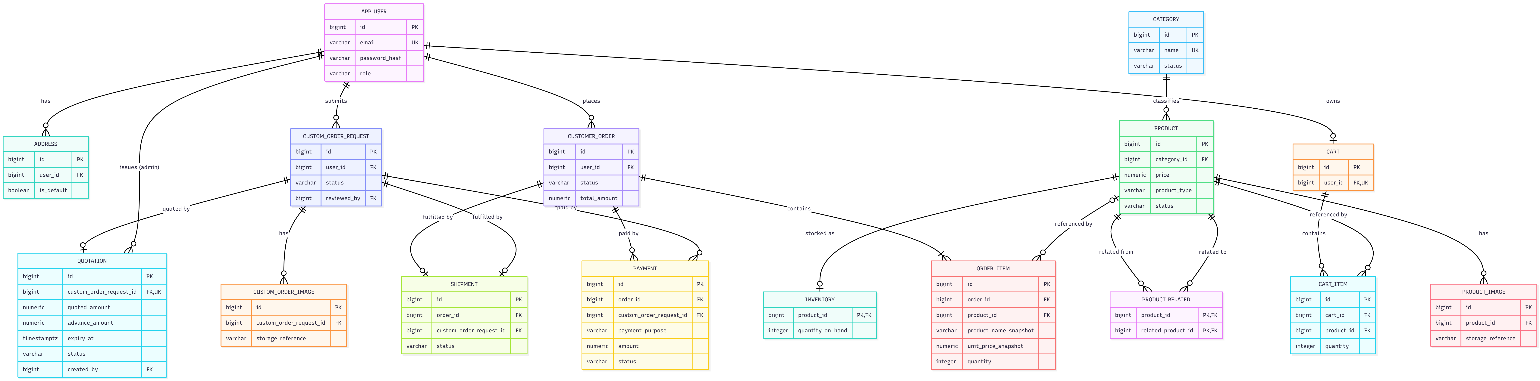 APP_USER
bigint id PK
varchar email UK
varchar password_hash
varchar role
CATEGORY
bigint id PK
varchar name UK
varchar status
has
submits
places
classifies
owns
ADDRESS
bigint id PK
bigint user_id FK
boolean is_default
issues (admin)
CUSTOM_ORDER_REQUEST
bigint id PK
bigint user_id FK
varchar status
bigint reviewed_by FK
CUSTOMER_ORDER
bigint id PK
bigint user_id FK
varchar status
numeric total_amount
PRODUCT
bigint id PK
bigint category_id FK
numeric price
varchar product_type
varchar status
CART
bigint id PK
bigint user_id FK,UK
quoted by
has
fulfilled by
fulfilled by
paid by
paid by
contains
stocked as
referenced by
related from
related to
contains
referenced by
has
QUOTATION
bigint id PK
bigint custom_order_request_id FK,UK
numeric quoted_amount
numeric advance_amount
timestamptz expiry_at
varchar status
bigint created_by FK
CUSTOM_ORDER_IMAGE
bigint id PK
bigint custom_order_request_id FK
varchar storage_reference
SHIPMENT
bigint id PK
bigint order_id FK
bigint custom_order_request_id FK
varchar status
PAYMENT
bigint id PK
bigint order_id FK
bigint custom_order_request_id FK
varchar payment_purpose
numeric amount
varchar status
INVENTORY
bigint product_id PK,FK
integer quantity_on_hand
ORDER_ITEM
bigint id PK
bigint order_id FK
bigint product_id FK
varchar product_name_snapshot
numeric unit_price_snapshot
integer quantity
PRODUCT_RELATED
bigint product_id PK,FK
bigint related_product_id PK,FK
CART_ITEM
bigint id PK
bigint cart_id FK
bigint product_id FK
integer quantity
PRODUCT_IMAGE
bigint id PK
bigint product_id FK
varchar storage_reference